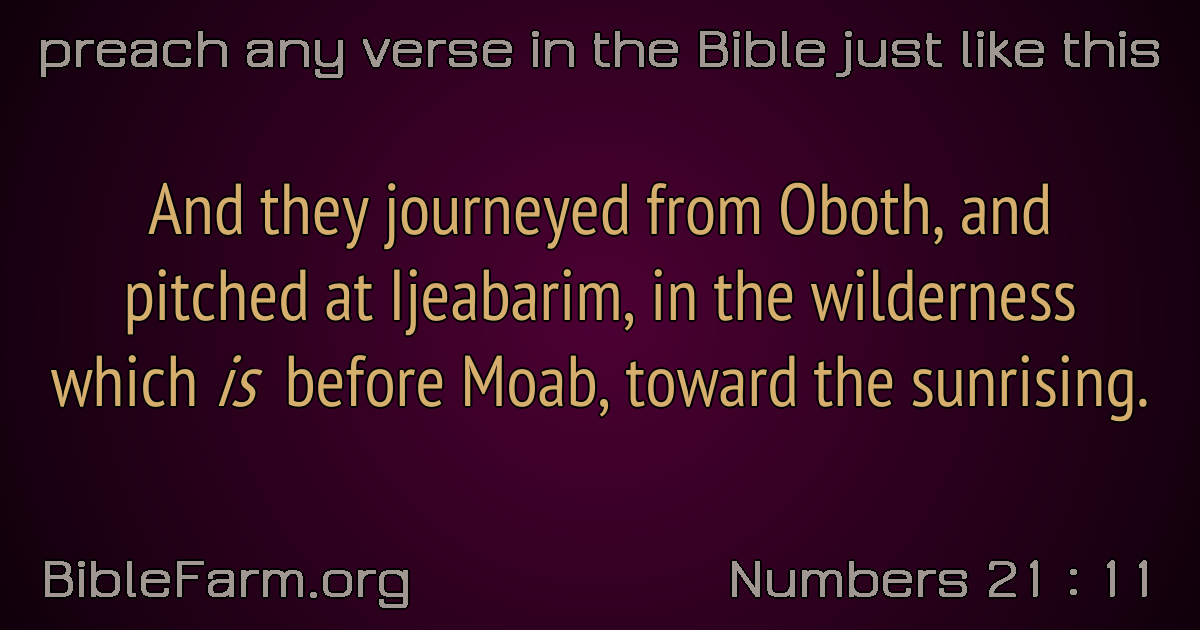 preach any verse in the Bible just like this
And they journeyed from Oboth, and
pitched at Ijeabarim, in the wilderness
which is before Moab, toward the sunrising.
BibleFarm.org
Numbers 21 : 11